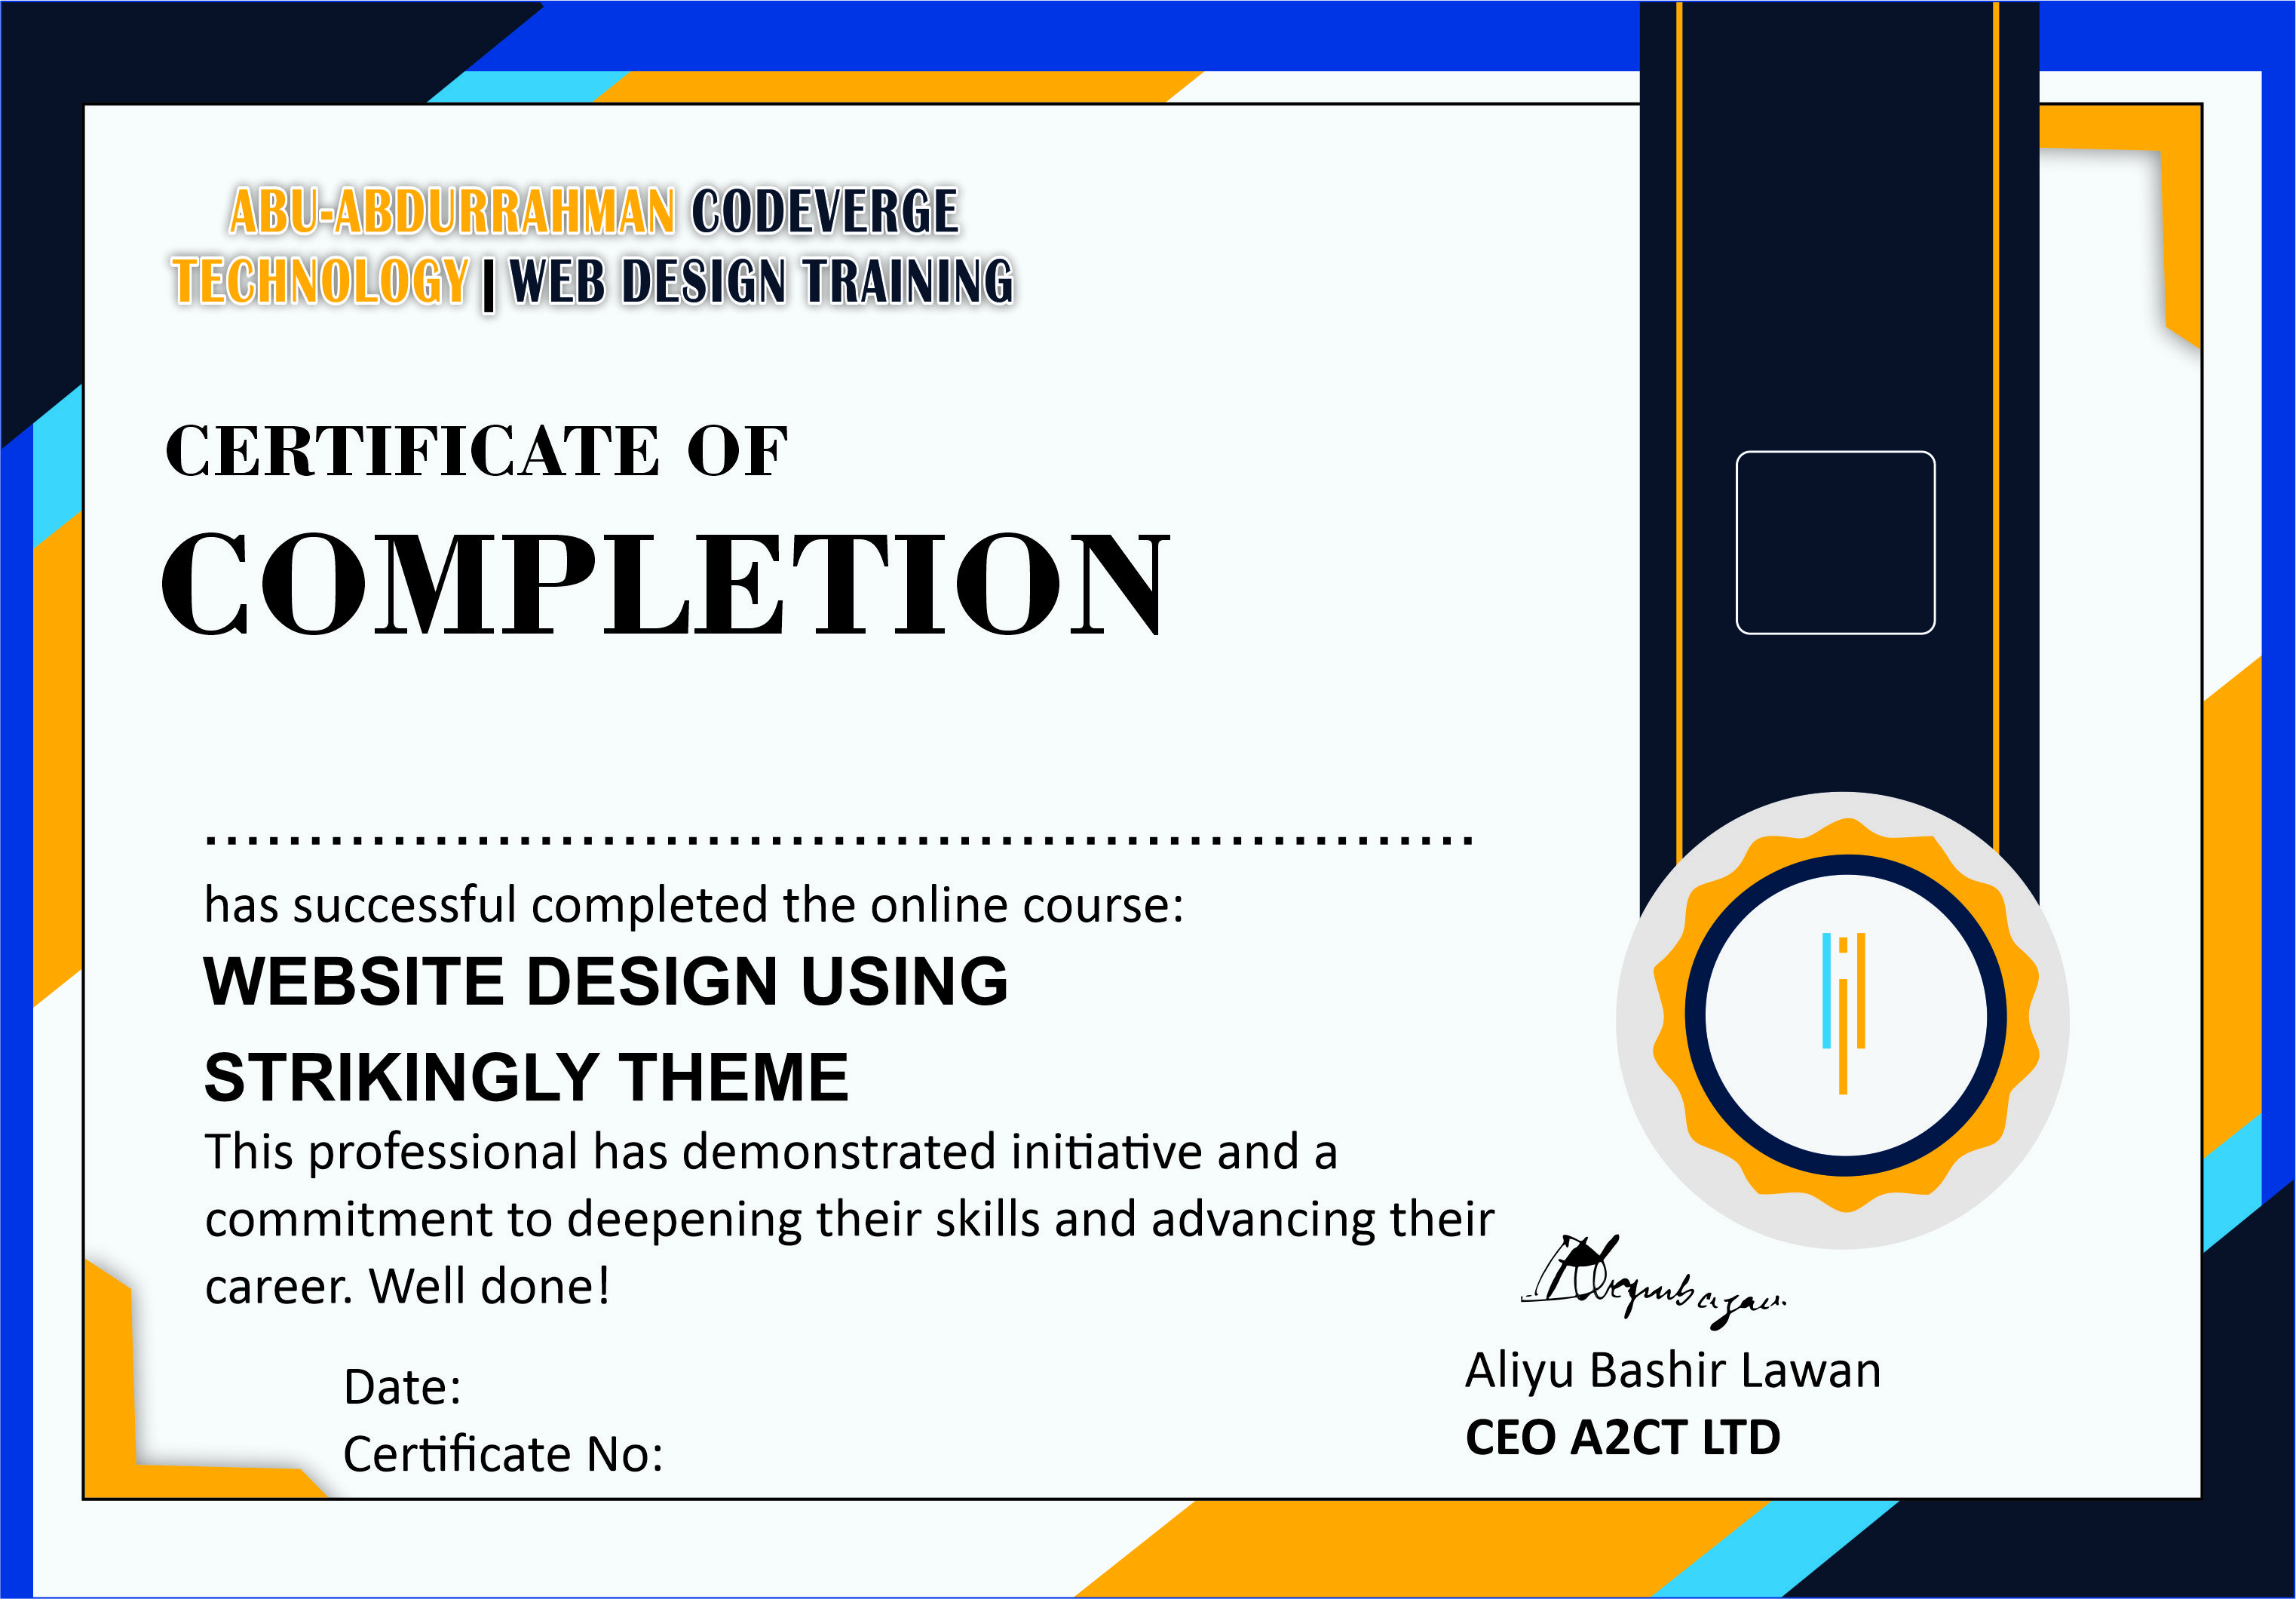 ABU-ABDURRAHMAN CODEVERGE
TECHNOLOGY | WEB DESIGN TRAINING
CERTIFICATE OF
COMPLETION
............................................................
has successful completed the online course:
WEBSITE DESIGN USING
STRIKINGLY THEME
This professional has demonstrated initiative and a
commitment to deepening their skills and advancing their
career. Well done!
Date:
Certificate No:
Aliyu Bashir Lawan
CEO A2CT LTD